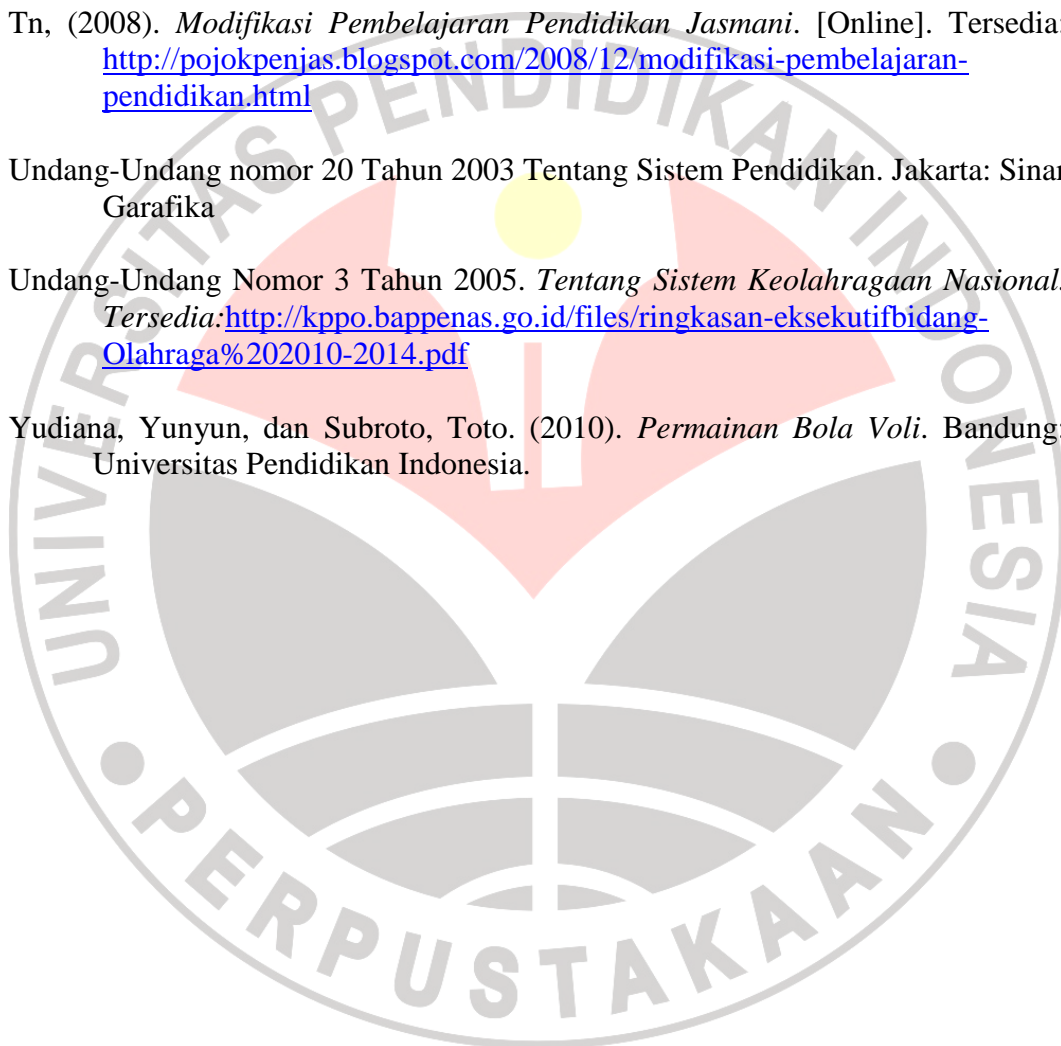 Tn, (2008). Modifikasi Pembelajaran Pendidikan Jasmani. [Online]. Tersedia:
http://pojokpenjas.blogspot.com/2008/12/modifikasi-pembelajaran-
pendidikan.html
Undang-Undang nomor 20 Tahun 2003 Tentang Sistem Pendidikan. Jakarta: Sinar
Garafika
Undang-Undang Nomor 3 Tahun 2005. Tentang Sistem Keolahragaan Nasional.
Tersedia:http://kppo.bappenas.go.id/files/ringkasan-eksekutifbidang-
Olahraga%202010-2014.pdf
Yudiana, Yunyun, dan Subroto, Toto. (2010). Permainan Bola Voli. Bandung:
Universitas Pendidikan Indonesia.
UNIVERSITAS PENDIDIKAN INDONESIA
PERPUSTAKAAN